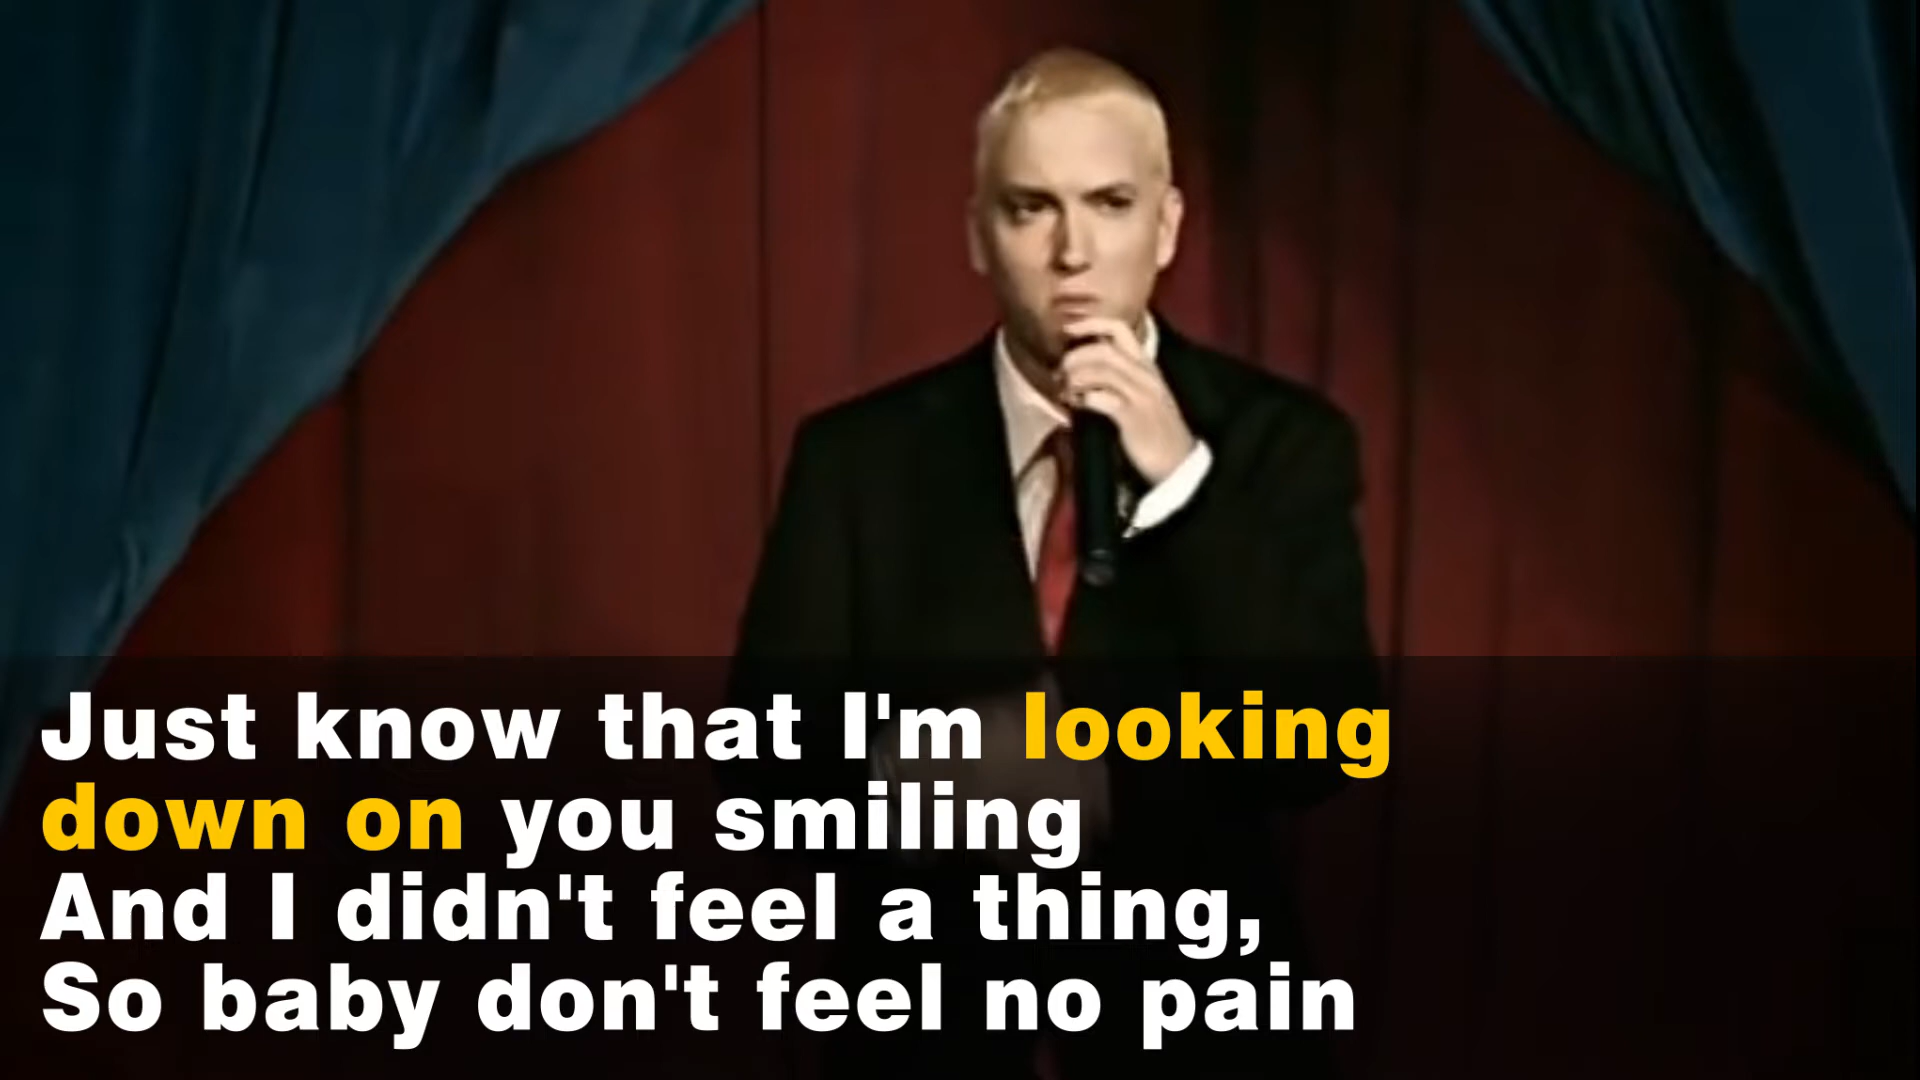 Just know that I'm looking
down on you smiling
And I didn't feel a thing,
So baby don't feel no pain